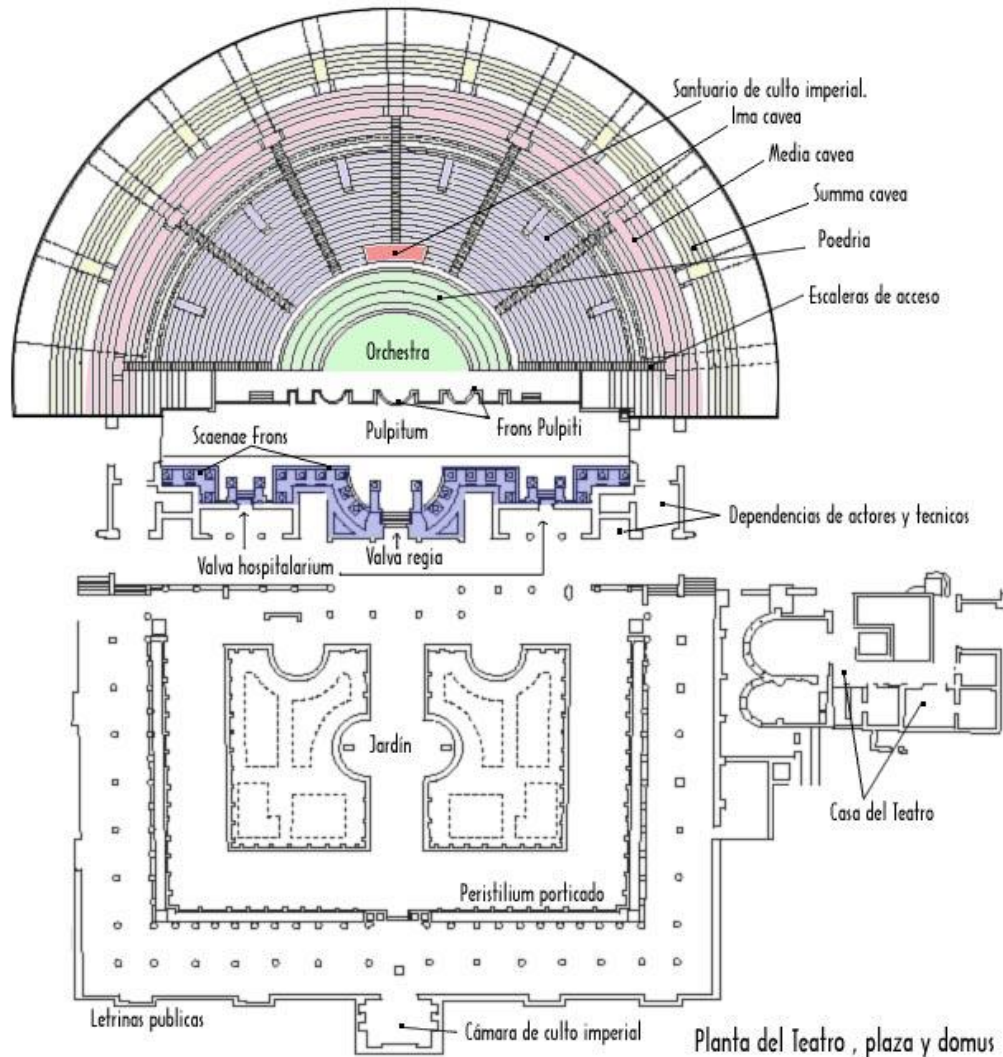 Santuario de culto imperial.
Ima cavea
Media cavea
Summa cavea
Poedria
Escaleras de acceso
Orchestra
Frons Pulpiti
Pulpitum
Scaenae Frons
Dependencias de actores y tecnicos
Valva hospitalarium
Valva regia
Jardín
Casa del Teatro
Peristilium porticado
Letrinas publicas
Cámara de culto imperial
Planta del Teatro , plaza y domus